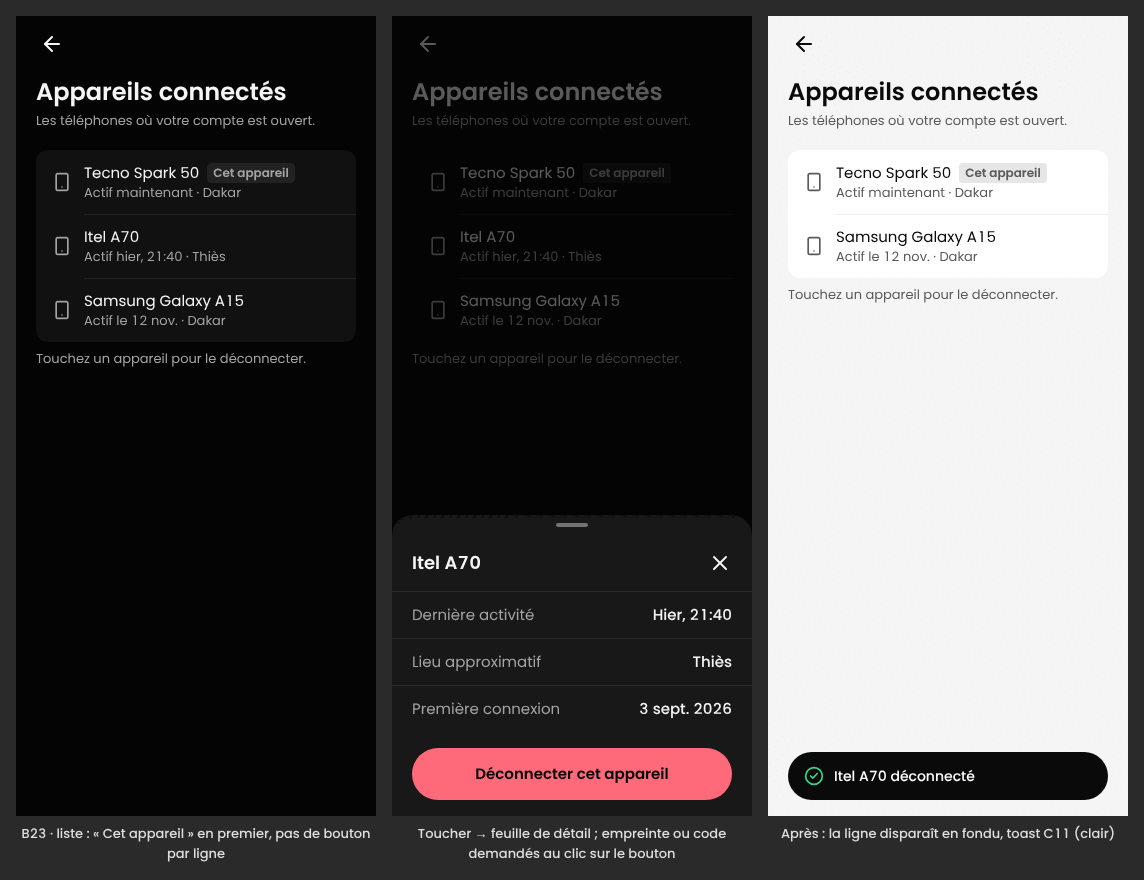 Appareils connectés
Les téléphones où votre compte est ouvert.
Tecno Spark 50 Cet appareil
Actif maintenant · Dakar
Itel A70
Actif hier, 21:40 · Thiès
Samsung Galaxy A15
Actif le 12 nov. · Dakar
Touchez un appareil pour le déconnecter.
B23 · liste : « Cet appareil » en premier, pas de bouton
par ligne
Appareils connectés
Les téléphones où votre compte est ouvert.
Tecno Spark 50 Cet appareil
Actif maintenant · Dakar
Itel A70
Actif hier, 21:40 · Thiès
Samsung Galaxy A15
Actif le 12 nov. · Dakar
Touchez un appareil pour le déconnecter.
Itel A70
Dernière activité Hier, 21:40
Lieu approximatif Thiès
Première connexion 3 sept. 2026
Déconnecter cet appareil
Toucher → feuille de détail ; empreinte ou code
demandés au clic sur le bouton
Appareils connectés
Les téléphones où votre compte est ouvert.
Tecno Spark 50 Cet appareil
Actif maintenant · Dakar
Samsung Galaxy A15
Actif le 12 nov. · Dakar
Touchez un appareil pour le déconnecter.
Itel A70 déconnecté
Après : la ligne disparaît en fondu, toast C11 (clair)